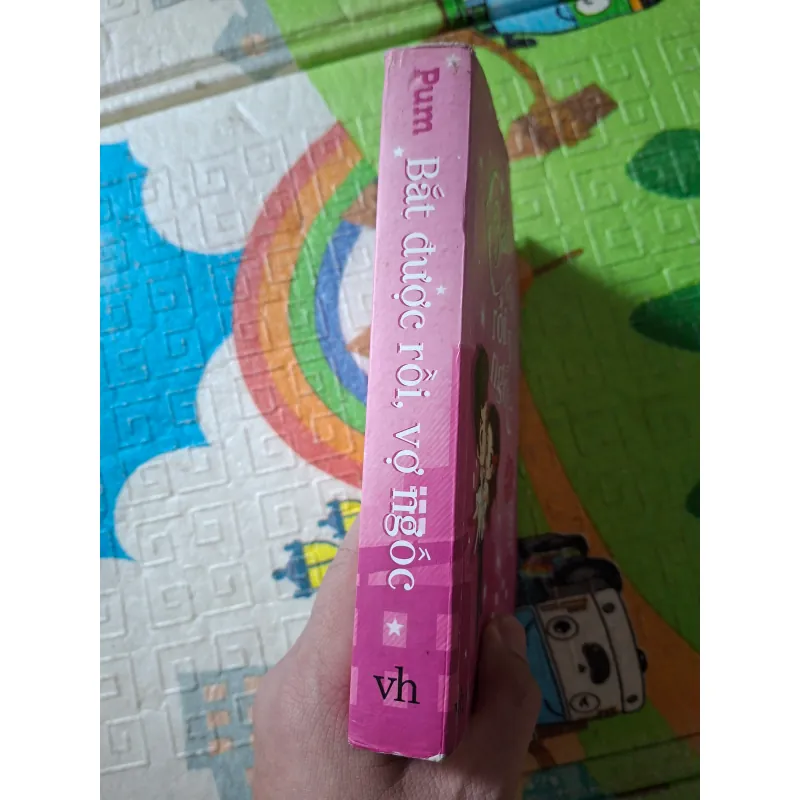 Pum
Bắt được rồi, vợ ngốc
vh